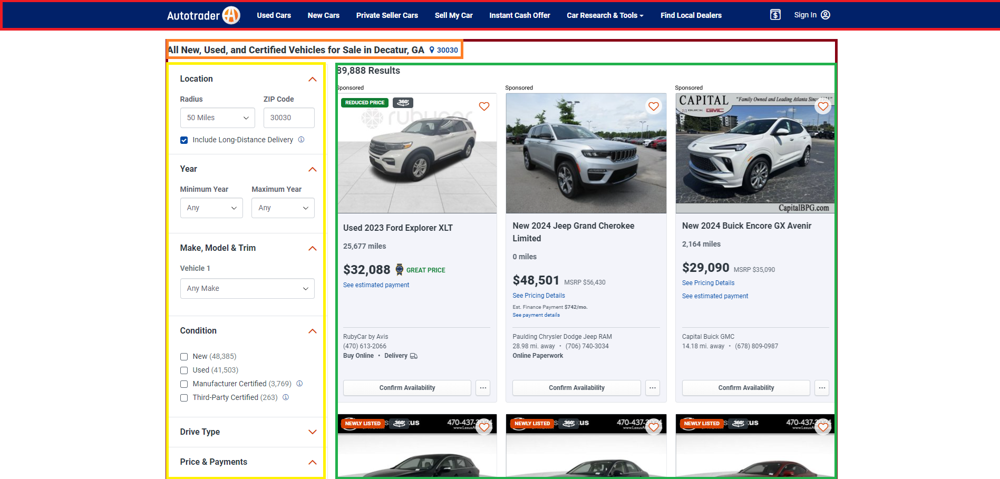 Autotrader
Used Cars
New Cars
Private Seller Cars
Sell My Car
Instant Cash Offer
Car Research & Tools
Find Local Dealers
Sign In
All New, Used, and Certified Vehicles for Sale in Decatur, GA 30030
Location
Radius
ZIP Code
50 Miles
30030
Include Long-Distance Delivery
Year
Minimum Year
Maximum Year
Any
Any
Make, Model & Trim
Vehicle 1
Any Make
Condition
New (48,385)
Used (41,503)
Manufacturer Certified (3,769)
Third-Party Certified (263)
Drive Type
Price & Payments
89,888 Results
Sponsored
REDUCED PRICE
360°
Used 2023 Ford Explorer XLT
25,677 miles
$32,088 GREAT PRICE
See estimated payment
RubyCar by Avis
(470) 613-2066
Buy Online • Delivery
Confirm Availability
Sponsored
New 2024 Jeep Grand Cherokee
Limited
0 miles
$48,501 MSRP $56,430
See Pricing Details
Est. Finance Payment $742/mo.
See payment details
Paulding Chrysler Dodge Jeep RAM
28.98 mi. away • (706) 740-3034
Online Paperwork
Confirm Availability
Sponsored
CAPITAL "Family Owned and Leading Atlanta Since
BUICK GMC
CapitalBPG.com
New 2024 Buick Encore GX Avenir
2,164 miles
$29,090 MSRP $35,090
See Pricing Details
See estimated payment
Capital Buick GMC
14.18 mi. away • (678) 809-0987
Confirm Availability
NEWLY LISTED
360°
470-437-
NEWLY LISTED
360°
470-437-
NEWLY LISTED
360°
470-437-